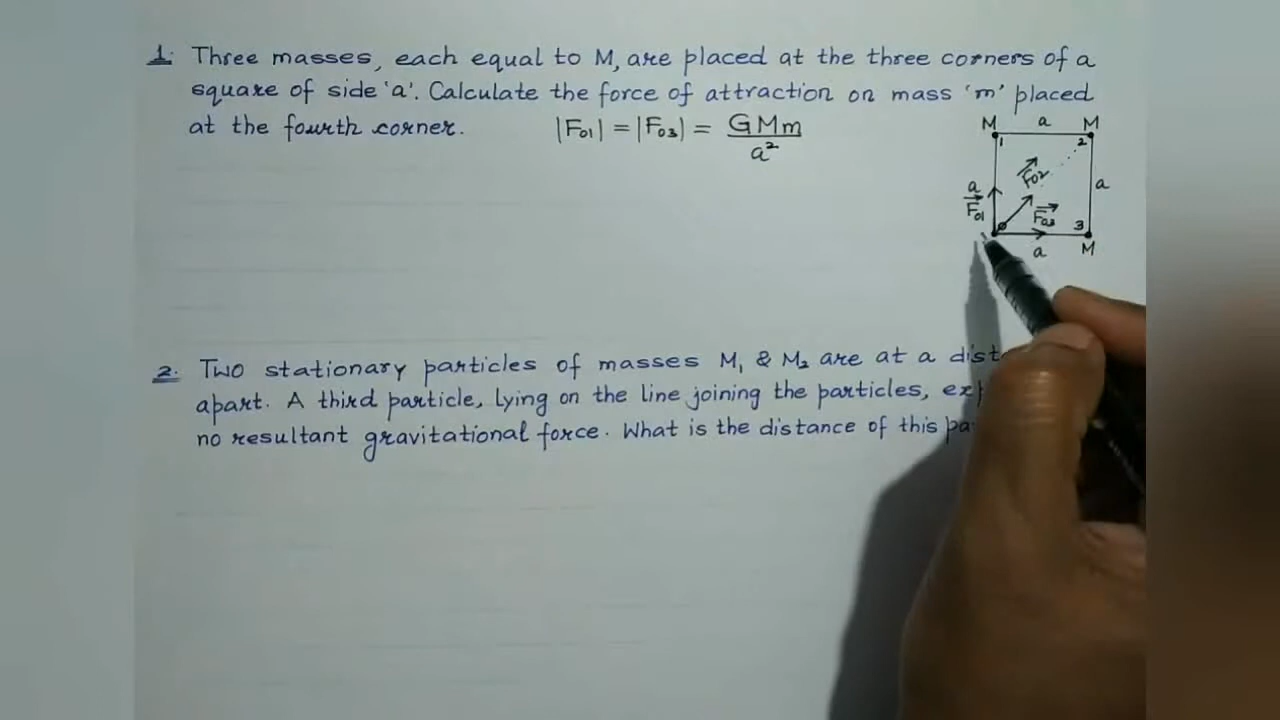 1. Three masses, each equal to M, are placed at the three corners of a
square of side 'a'. Calculate the force of attraction on mass 'm' placed
at the fourth corner.
|F₀₁| = |F₀₃| = GMm / a²
M a M
1 2
F₀₂
a a
F₀₁ F₀₃ 3
a M
2. Two stationary particles of masses M₁ & M₂ are at a
apart. A third particle, lying on the line joining the particles,
no resultant gravitational force. What is the distance of this